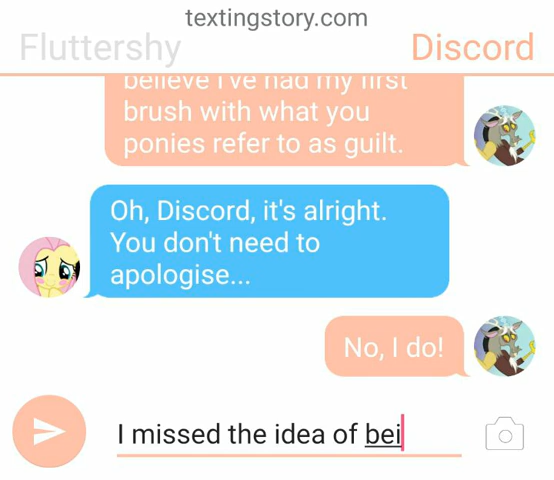 textingstory.com
Fluttershy
Discord
believe I've had my first
brush with what you
ponies refer to as guilt.
Oh, Discord, it's alright.
You don't need to
apologise...
No, I do!
I missed the idea of bei